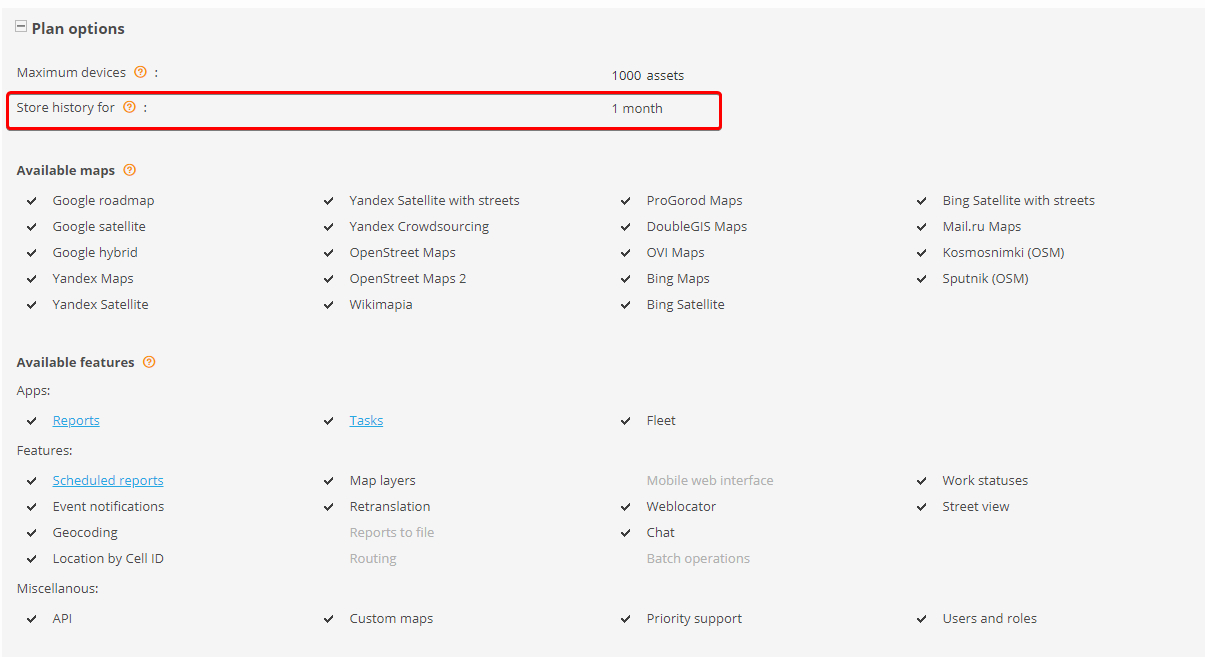 Plan options
Maximum devices ? : 1000 assets
Store history for ? : 1 month
Available maps ?
Google roadmap Yandex Satellite with streets ProGorod Maps Bing Satellite with streets
Google satellite Yandex Crowdsourcing DoubleGIS Maps Mail.ru Maps
Google hybrid OpenStreet Maps OVI Maps Kosmosnimki (OSM)
Yandex Maps OpenStreet Maps 2 Bing Maps Sputnik (OSM)
Yandex Satellite Wikimapia Bing Satellite
Available features ?
Apps:
Reports Tasks Fleet
Features:
Scheduled reports Map layers Mobile web interface Work statuses
Event notifications Retranslation Weblocator Street view
Geocoding Reports to file Chat
Location by Cell ID Routing Batch operations
Miscellanous:
API Custom maps Priority support Users and roles